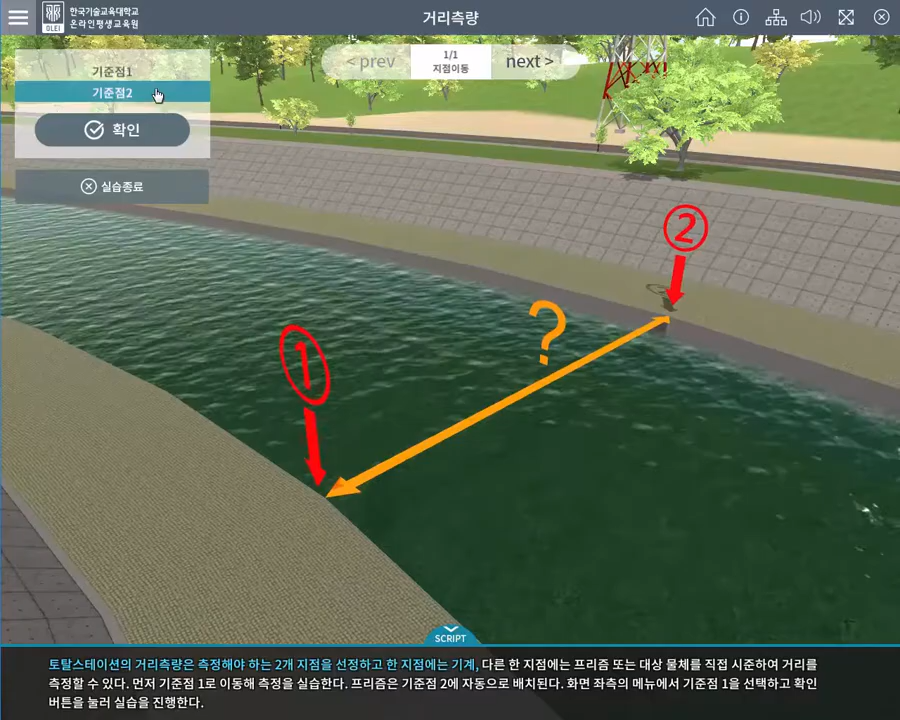 한국기술교육대학교
온라인평생교육원
OLEI
거리측량
기준점1
기준점2
확인
실습종료
< prev
1/1
지점이동
next >
①
②
?
SCRIPT
토탈스테이션의 거리측량은 측정해야 하는 2개 지점을 선정하고 한 지점에는 기계, 다른 한 지점에는 프리즘 또는 대상 물체를 직접 시준하여 거리를
측정할 수 있다. 먼저 기준점 1로 이동해 측정을 실습한다. 프리즘은 기준점 2에 자동으로 배치된다. 화면 좌측의 메뉴에서 기준점 1을 선택하고 확인
버튼을 눌러 실습을 진행한다.